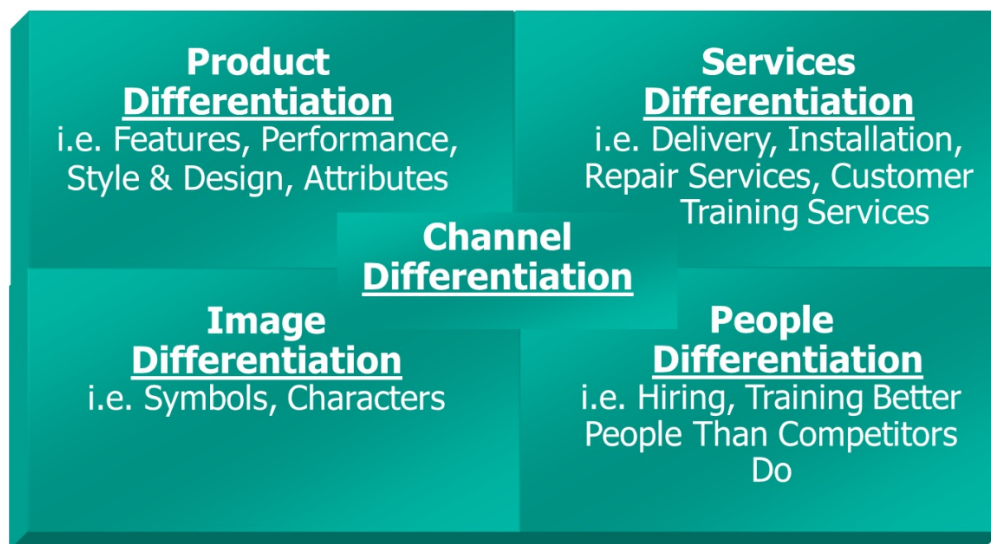 Product
Differentiation
i.e. Features, Performance,
Style & Design, Attributes
Services
Differentiation
i.e. Delivery, Installation,
Repair Services, Customer
Training Services
Channel
Differentiation
Image
Differentiation
i.e. Symbols, Characters
People
Differentiation
i.e. Hiring, Training Better
People Than Competitors
Do